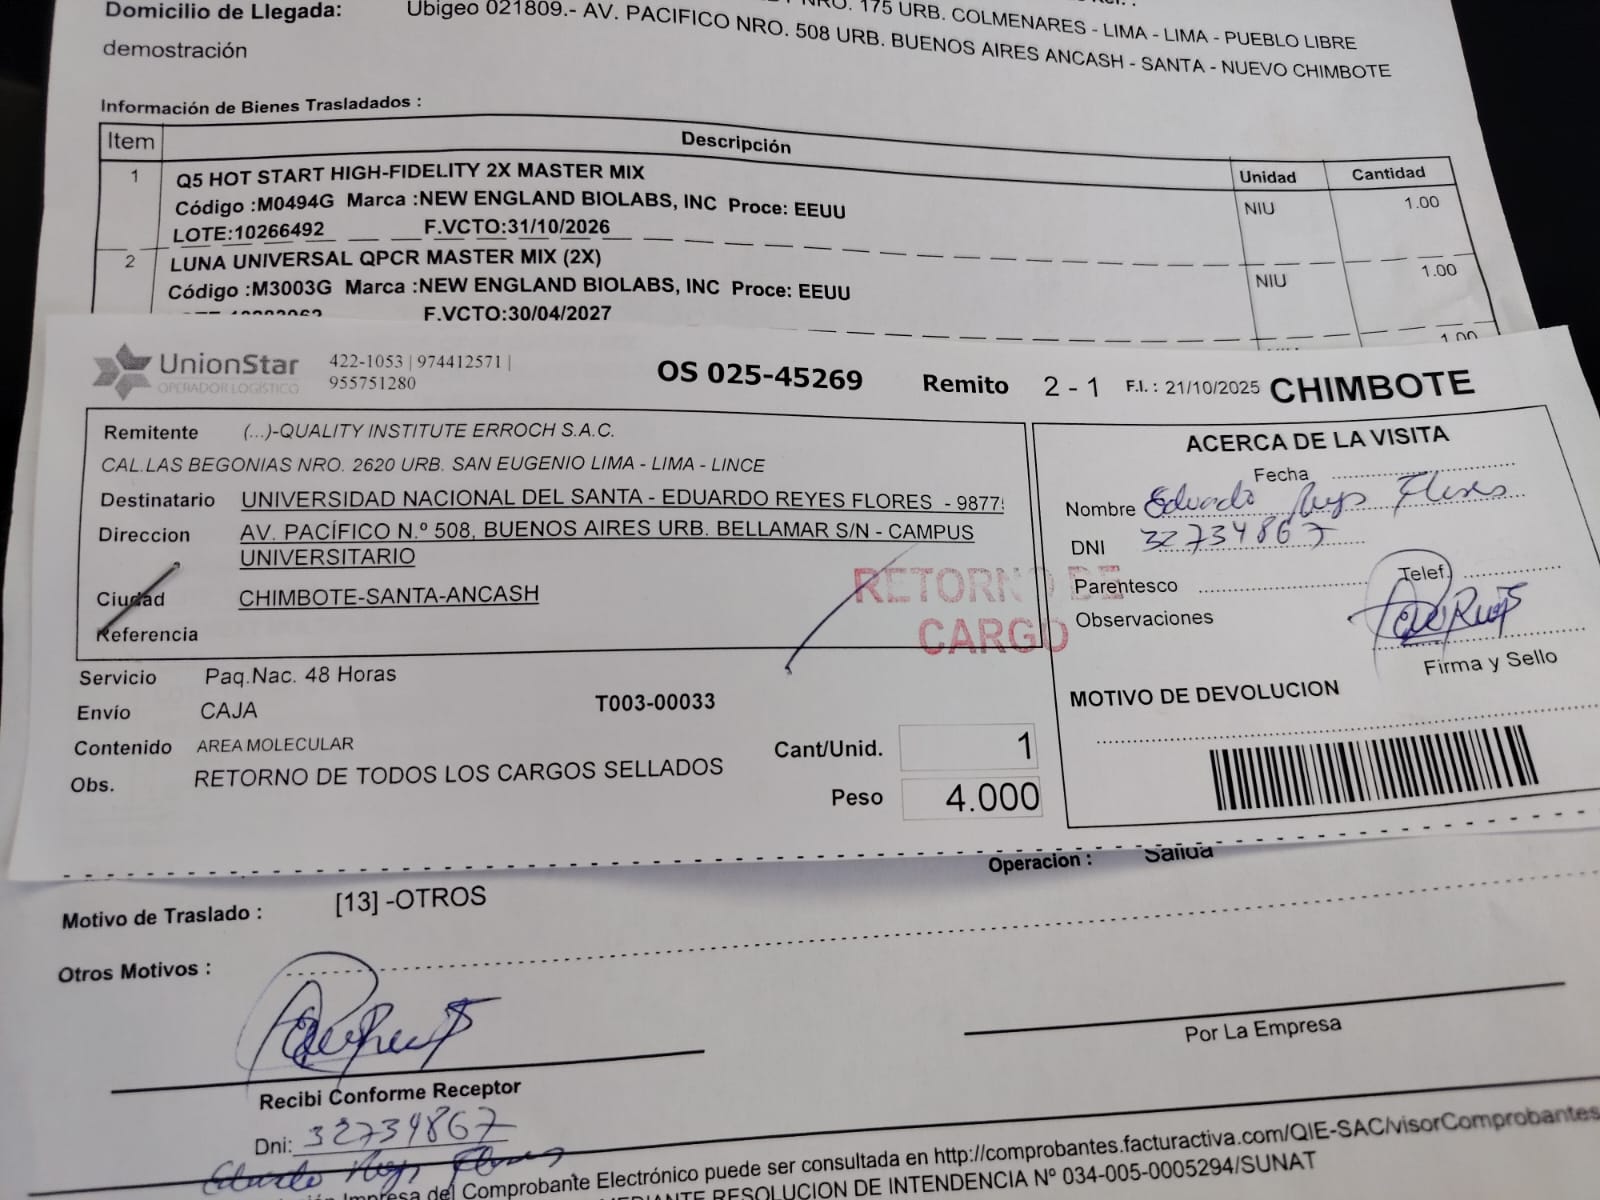 NRO. 175 URB. COLMENARES - LIMA - LIMA - PUEBLO LIBRE
Domicilio de Llegada: Ubigeo 021809.- AV. PACIFICO NRO. 508 URB. BUENOS AIRES ANCASH - SANTA - NUEVO CHIMBOTE
demostración
Información de Bienes Trasladados :
Item Descripción Unidad Cantidad
1 Q5 HOT START HIGH-FIDELITY 2X MASTER MIX NIU 1.00
Código :M0494G Marca :NEW ENGLAND BIOLABS, INC Proce: EEUU
LOTE:10266492 F.VCTO:31/10/2026
2 LUNA UNIVERSAL QPCR MASTER MIX (2X) NIU 1.00
Código :M3003G Marca :NEW ENGLAND BIOLABS, INC Proce: EEUU
F.VCTO:30/04/2027
1.00
UnionStar
OPERADOR LOGÍSTICO
422-1053 | 974412571 |
955751280
OS 025-45269 Remito 2 - 1 F.I. : 21/10/2025 CHIMBOTE
Remitente (...)-QUALITY INSTITUTE ERROCH S.A.C.
CAL.LAS BEGONIAS NRO. 2620 URB. SAN EUGENIO LIMA - LIMA - LINCE
Destinatario UNIVERSIDAD NACIONAL DEL SANTA - EDUARDO REYES FLORES - 9877
Direccion AV. PACÍFICO N.º 508, BUENOS AIRES URB. BELLAMAR S/N - CAMPUS
UNIVERSITARIO
Ciudad CHIMBOTE-SANTA-ANCASH
Referencia
RETORNO DE
CARGO
ACERCA DE LA VISITA
Fecha
Nombre Eduardo Reyes Flores
DNI 32734867
Telef.
Parentesco
Observaciones
Firma y Sello
MOTIVO DE DEVOLUCION
Servicio Paq.Nac. 48 Horas
Envío CAJA T003-00033
Contenido AREA MOLECULAR Cant/Unid. 1
Obs. RETORNO DE TODOS LOS CARGOS SELLADOS
Peso 4.000
Operacion : Salida
Motivo de Traslado : [13] -OTROS
Otros Motivos :
Por La Empresa
Recibi Conforme Receptor
Dni: 32734867
Eduardo Reyes Flores
Impresa del Comprobante Electrónico puede ser consultada en http://comprobantes.facturactiva.com/QIE-SAC/visorComprobantes
RESOLUCION DE INTENDENCIA Nº 034-005-0005294/SUNAT